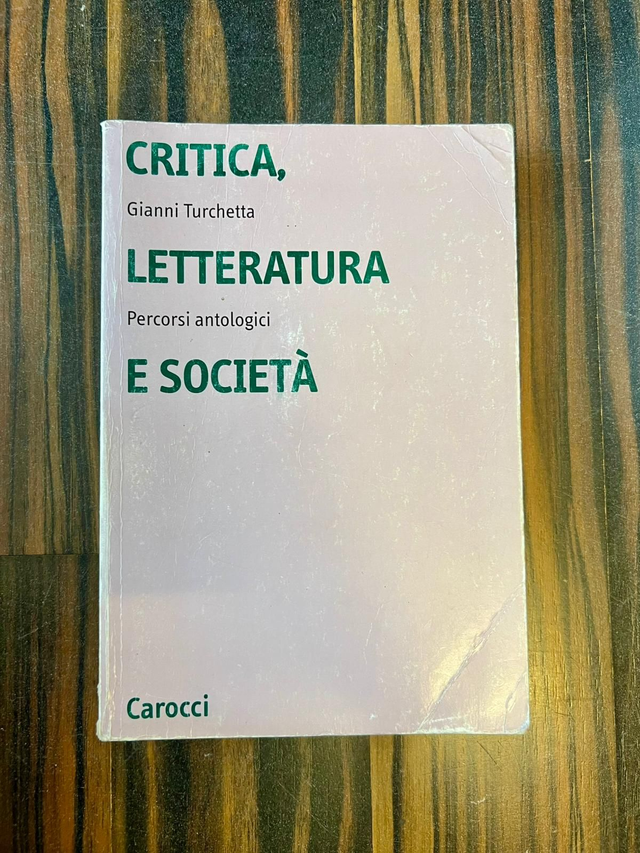 CRITICA,
Gianni Turchetta
LETTERATURA
Percorsi antologici
E SOCIETÀ
Carocci